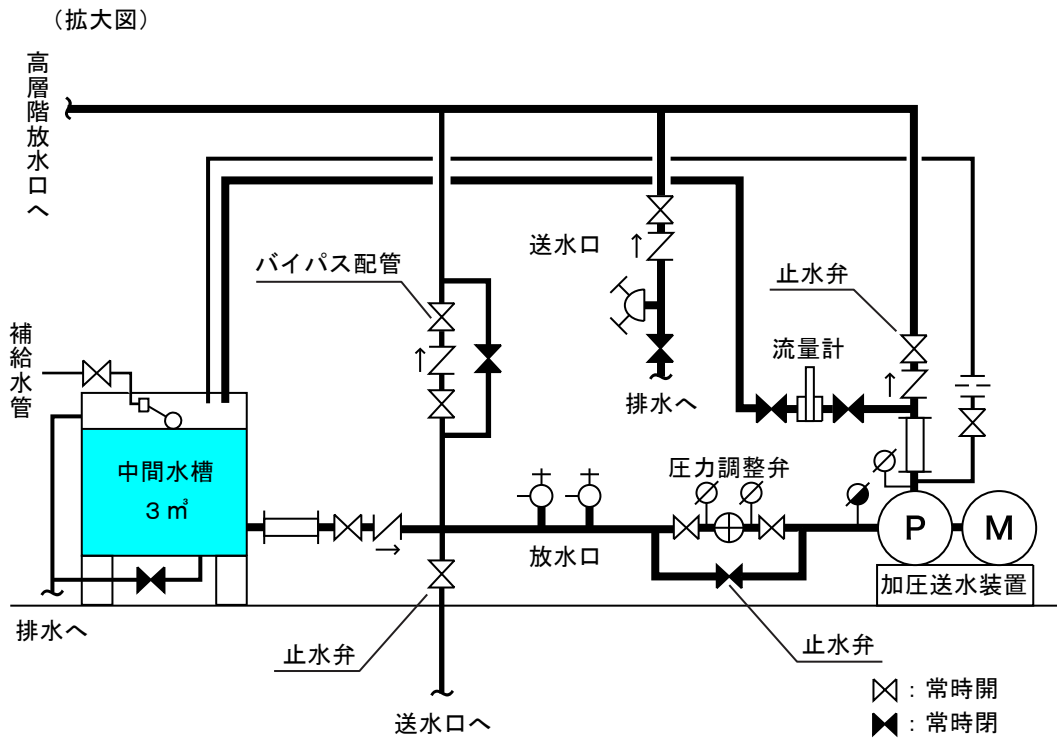 （拡大図）
高層階放水口へ
送水口
バイパス配管
止水弁
補給水管
流量計
排水へ
中間水槽
３㎥
圧力調整弁
放水口
P
M
加圧送水装置
排水へ
止水弁
止水弁
送水口へ
：常時開
：常時閉